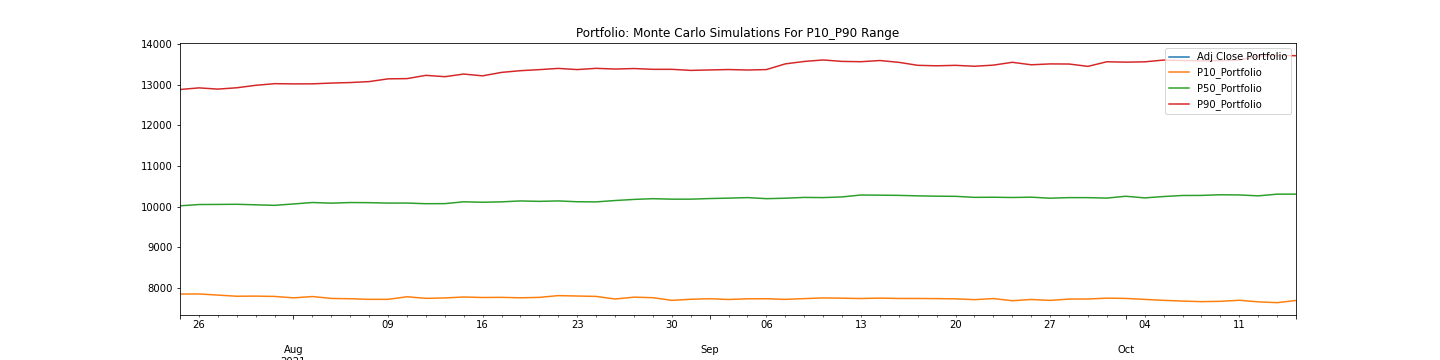 Portfolio: Monte Carlo Simulations For P10_P90 Range
14000
13000
12000
11000
10000
9000
8000
Adj Close Portfolio
P10_Portfolio
P50_Portfolio
P90_Portfolio
26 09 16 23 30 06 13 20 27 04 11
Aug Sep Oct
2021